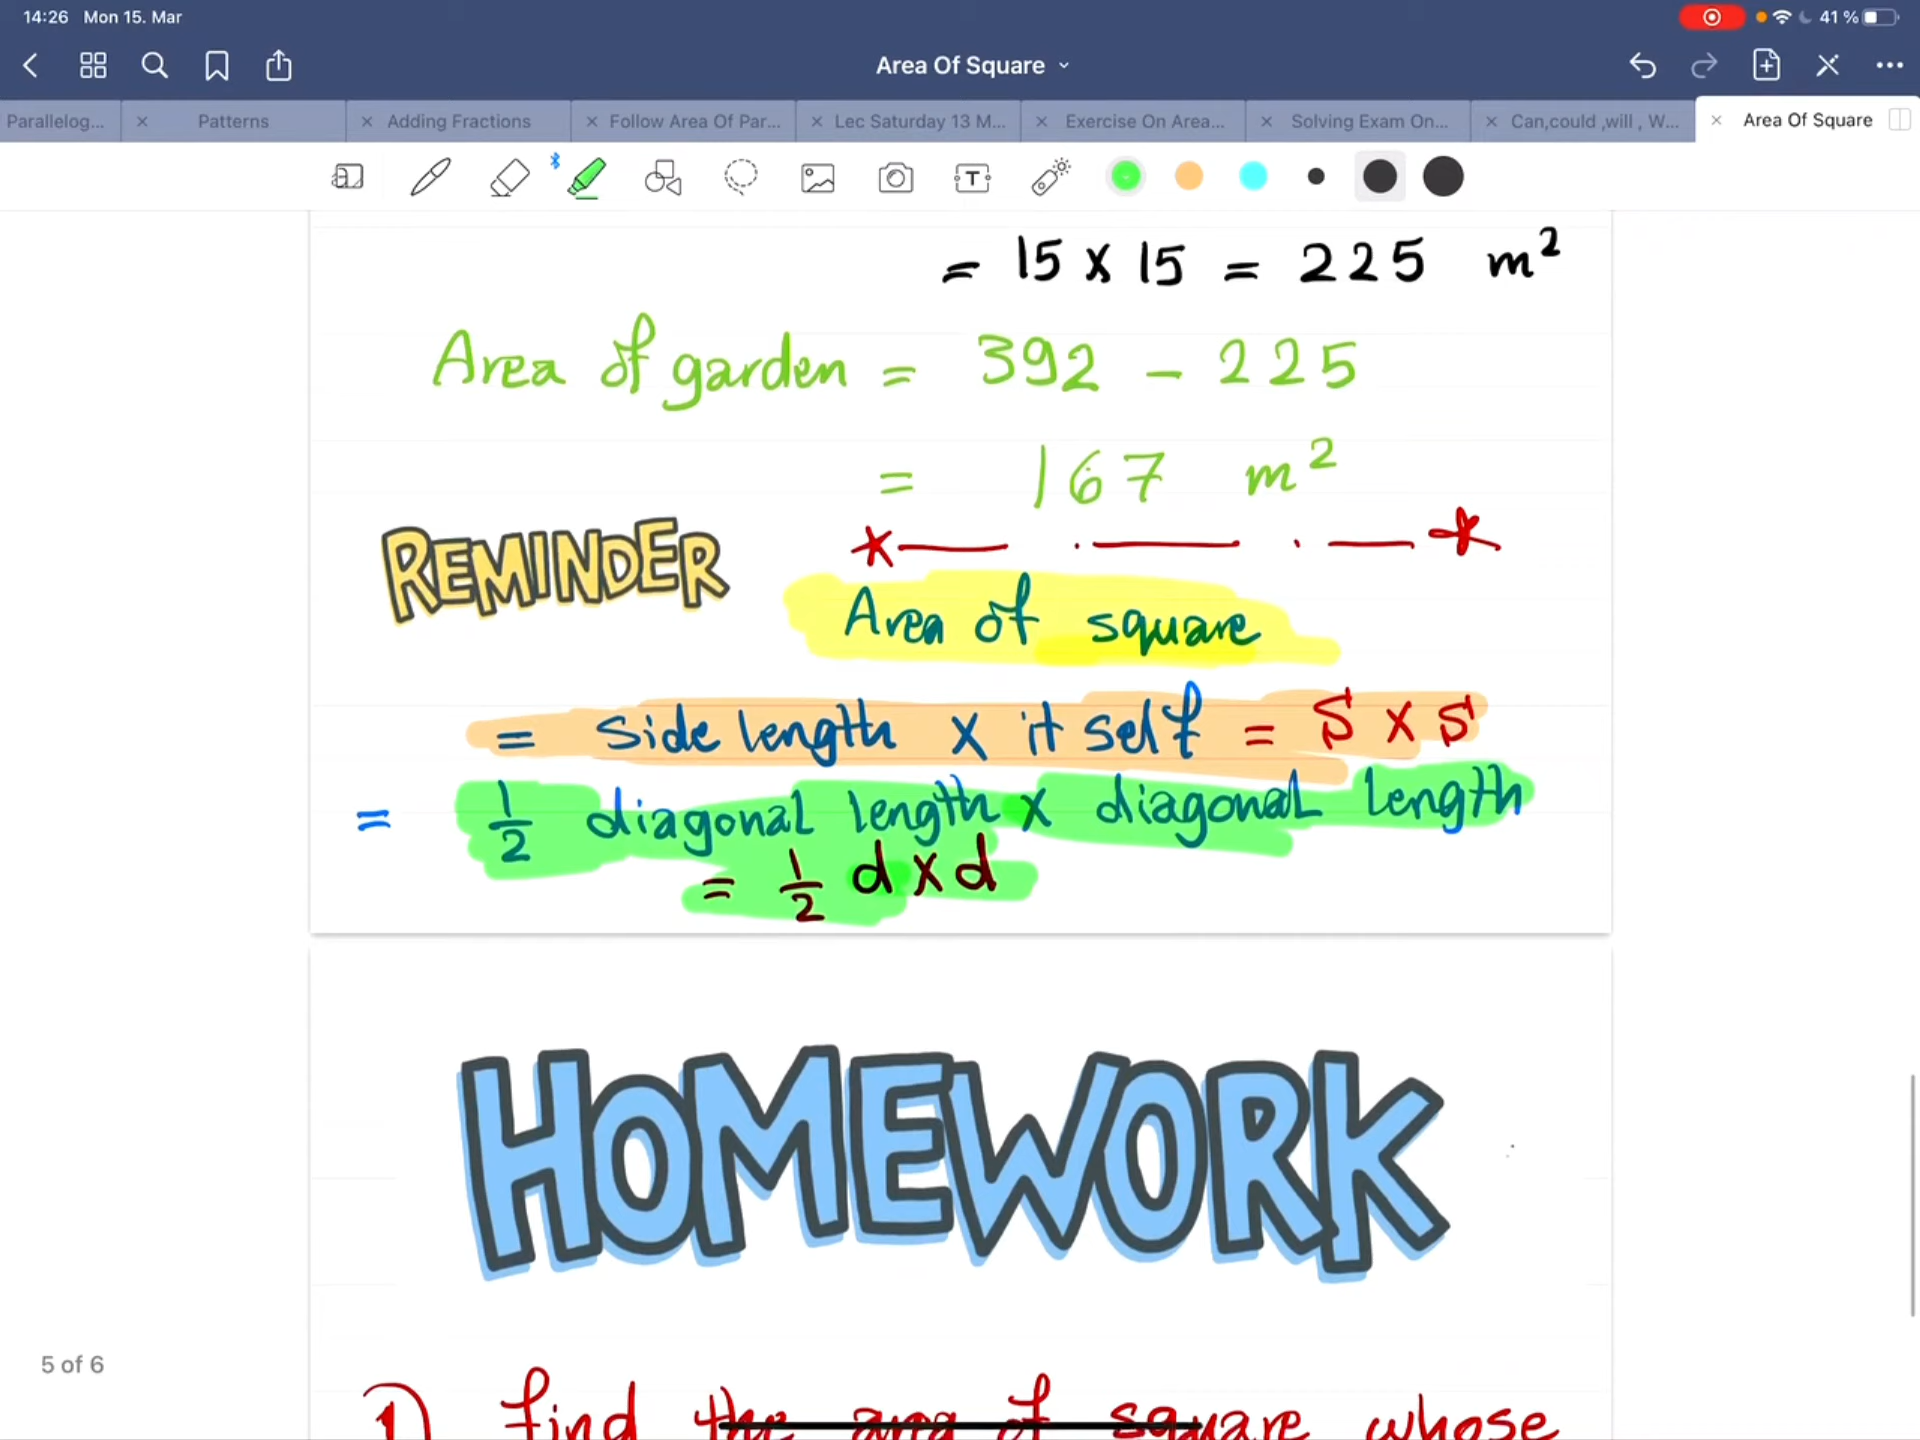 14:26 Mon 15. Mar
41 %
Area Of Square
Parallelog...
Patterns
Adding Fractions
Follow Area Of Par...
Lec Saturday 13 M...
Exercise On Area...
Solving Exam On...
Can,could ,will , W...
Area Of Square
= 15 x 15 = 225 m²
Area of garden = 392 - 225
= 167 m²
REMINDER
Area of square
= side length x it self = S x S
= 1/2 diagonal length x diagonal length
= 1/2 d x d
HOMEWORK
5 of 6
1) find the area of square whose